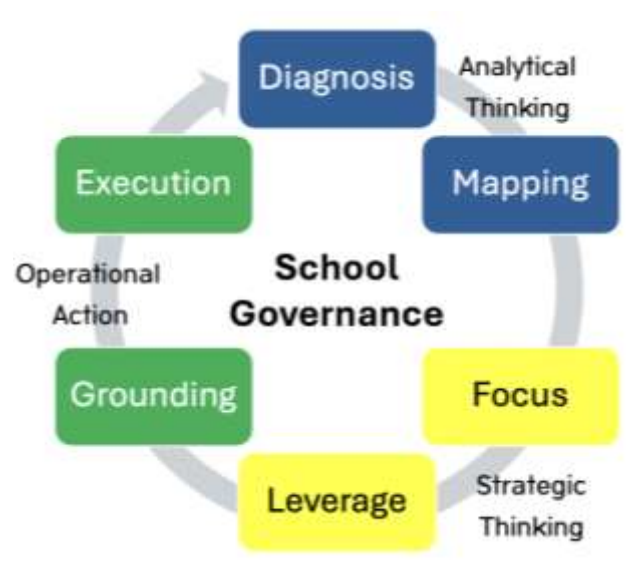 Diagnosis
Analytical
Thinking
Mapping
Focus
Strategic
Thinking
Leverage
Grounding
Operational
Action
Execution
School
Governance